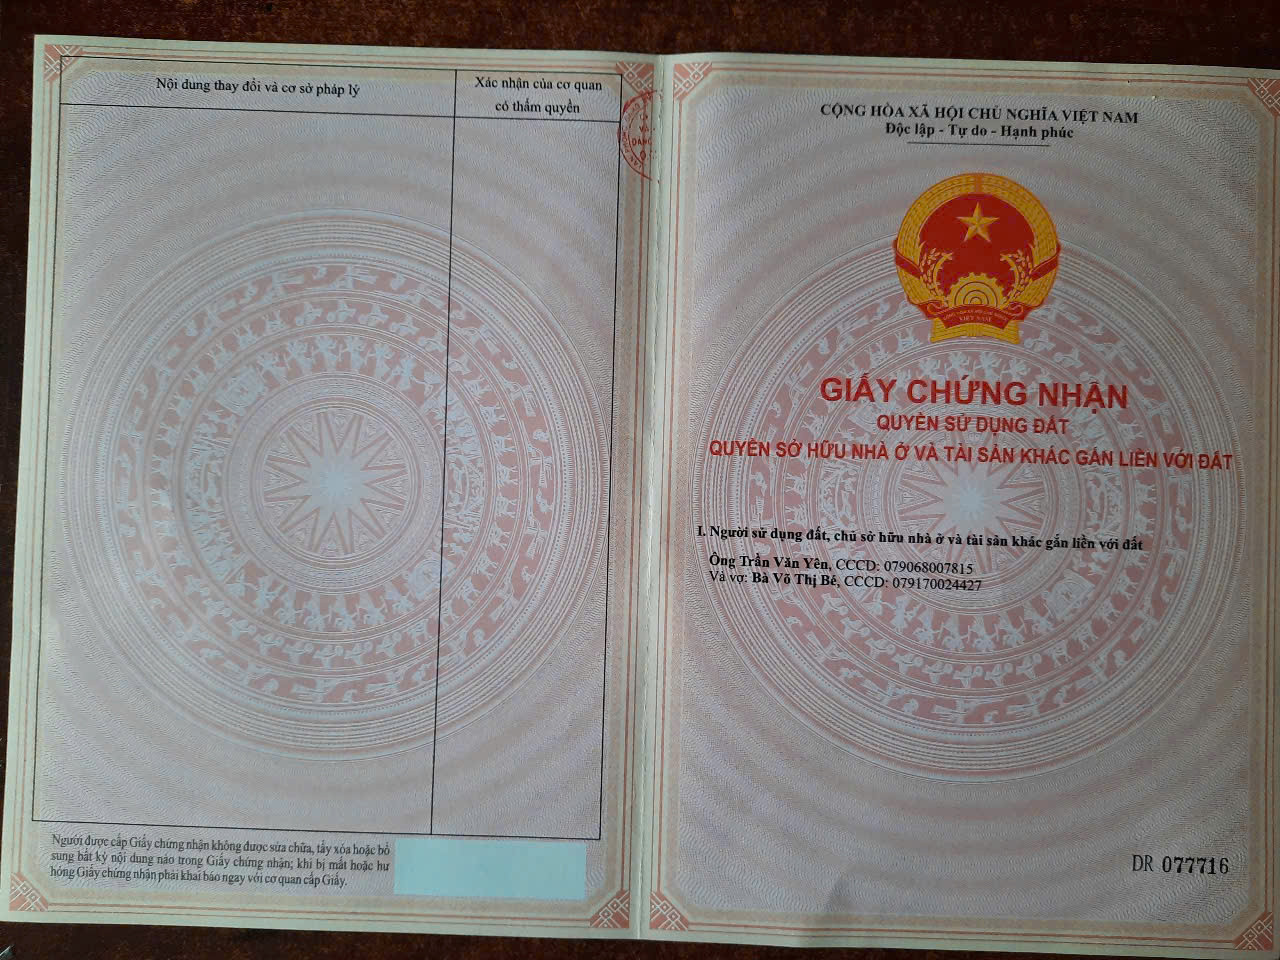 Nội dung thay đổi và cơ sở pháp lý
Xác nhận của cơ quan
có thẩm quyền
Người được cấp Giấy chứng nhận không được sửa chữa, tẩy xóa hoặc bổ
sung bất kỳ nội dung nào trong Giấy chứng nhận; khi bị mất hoặc hư
hỏng Giấy chứng nhận phải khai báo ngay với cơ quan cấp Giấy.
CỘNG HÒA XÃ HỘI CHỦ NGHĨA VIỆT NAM
Độc lập - Tự do - Hạnh phúc
VIỆT NAM
GIẤY CHỨNG NHẬN
QUYỀN SỬ DỤNG ĐẤT
QUYỀN SỞ HỮU NHÀ Ở VÀ TÀI SẢN KHÁC GẮN LIỀN VỚI ĐẤT
I. Người sử dụng đất, chủ sở hữu nhà ở và tài sản khác gắn liền với đất
Ông Trần Văn Yên, CCCD: 079068007815
Và vợ: Bà Võ Thị Bé, CCCD: 079170024427
DR 077716